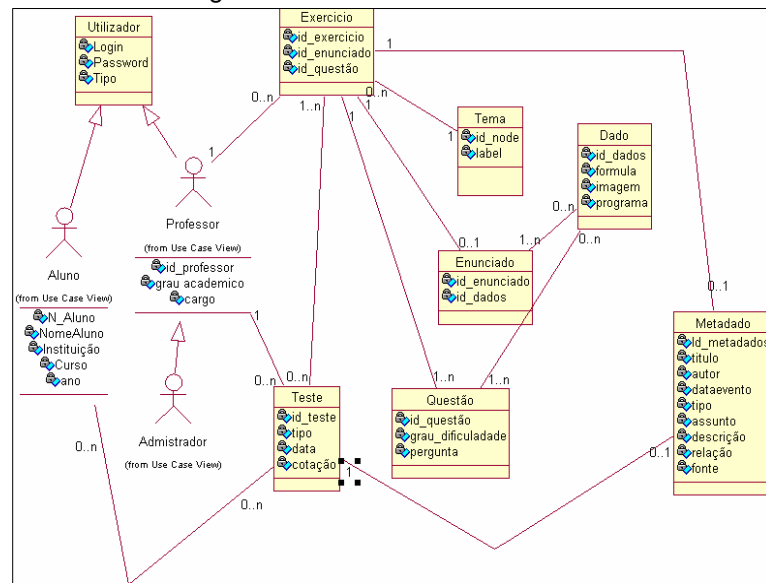 Utilizador
Login
Password
Tipo
Exercicio
id_exercicio
id_enunciado
id_questão
1
0..n
1..n
1
1
0..n
Tema
id_node
label
1
Dado
id_dados
formula
imagem
programa
0..n
0..n
1
Professor
(from Use Case View)
id_professor
grau academico
cargo
1
Aluno
(from Use Case View)
N_Aluno
NomeAluno
Instituição
Curso
ano
0..n
0..1
1..n
Enunciado
id_enunciado
id_dados
0..1
Metadado
Id_metadados
titulo
autor
dataevento
tipo
assunto
descrição
relação
fonte
0..1
Admistrador
(from Use Case View)
0..n
0..n
Teste
id_teste
tipo
data
cotação
1
0..n
1..n
1..n
Questão
id_questão
grau_dificuladade
pergunta